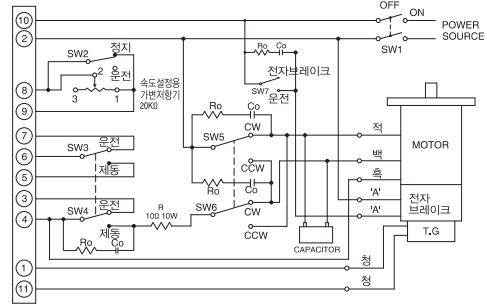 OFF
ON
10
2
POWER
SOURCE
SW1
Ro Co
정지
SW2
2
운전
속도설정용
가변저항기
20KΩ
8
3
1
9
전자브레이크
SW7
운전
Ro
Co
CW
SW5
CCW
7
운전
6
SW3
제동
5
Ro
Co
3
운전
4
SW4
제동
Ro
Co
R
10Ω 10W
SW6
CW
CCW
CAPACITOR
적
백
흑
'A'
'A'
MOTOR
전자
브레이크
T.G
1
청
11
청